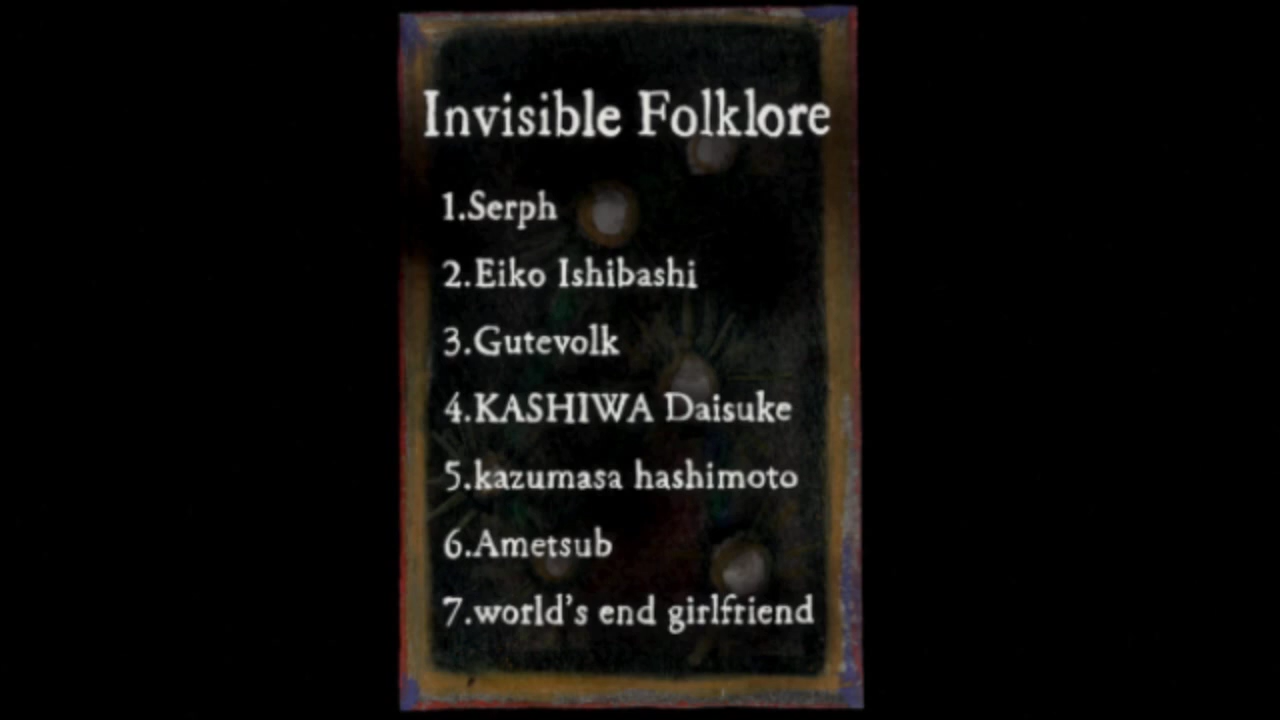 Invisible Folklore
1.Serph
2.Eiko Ishibashi
3.Gutevolk
4.KASHIWA Daisuke
5.kazumasa hashimoto
6.Ametsub
7.world's end girlfriend